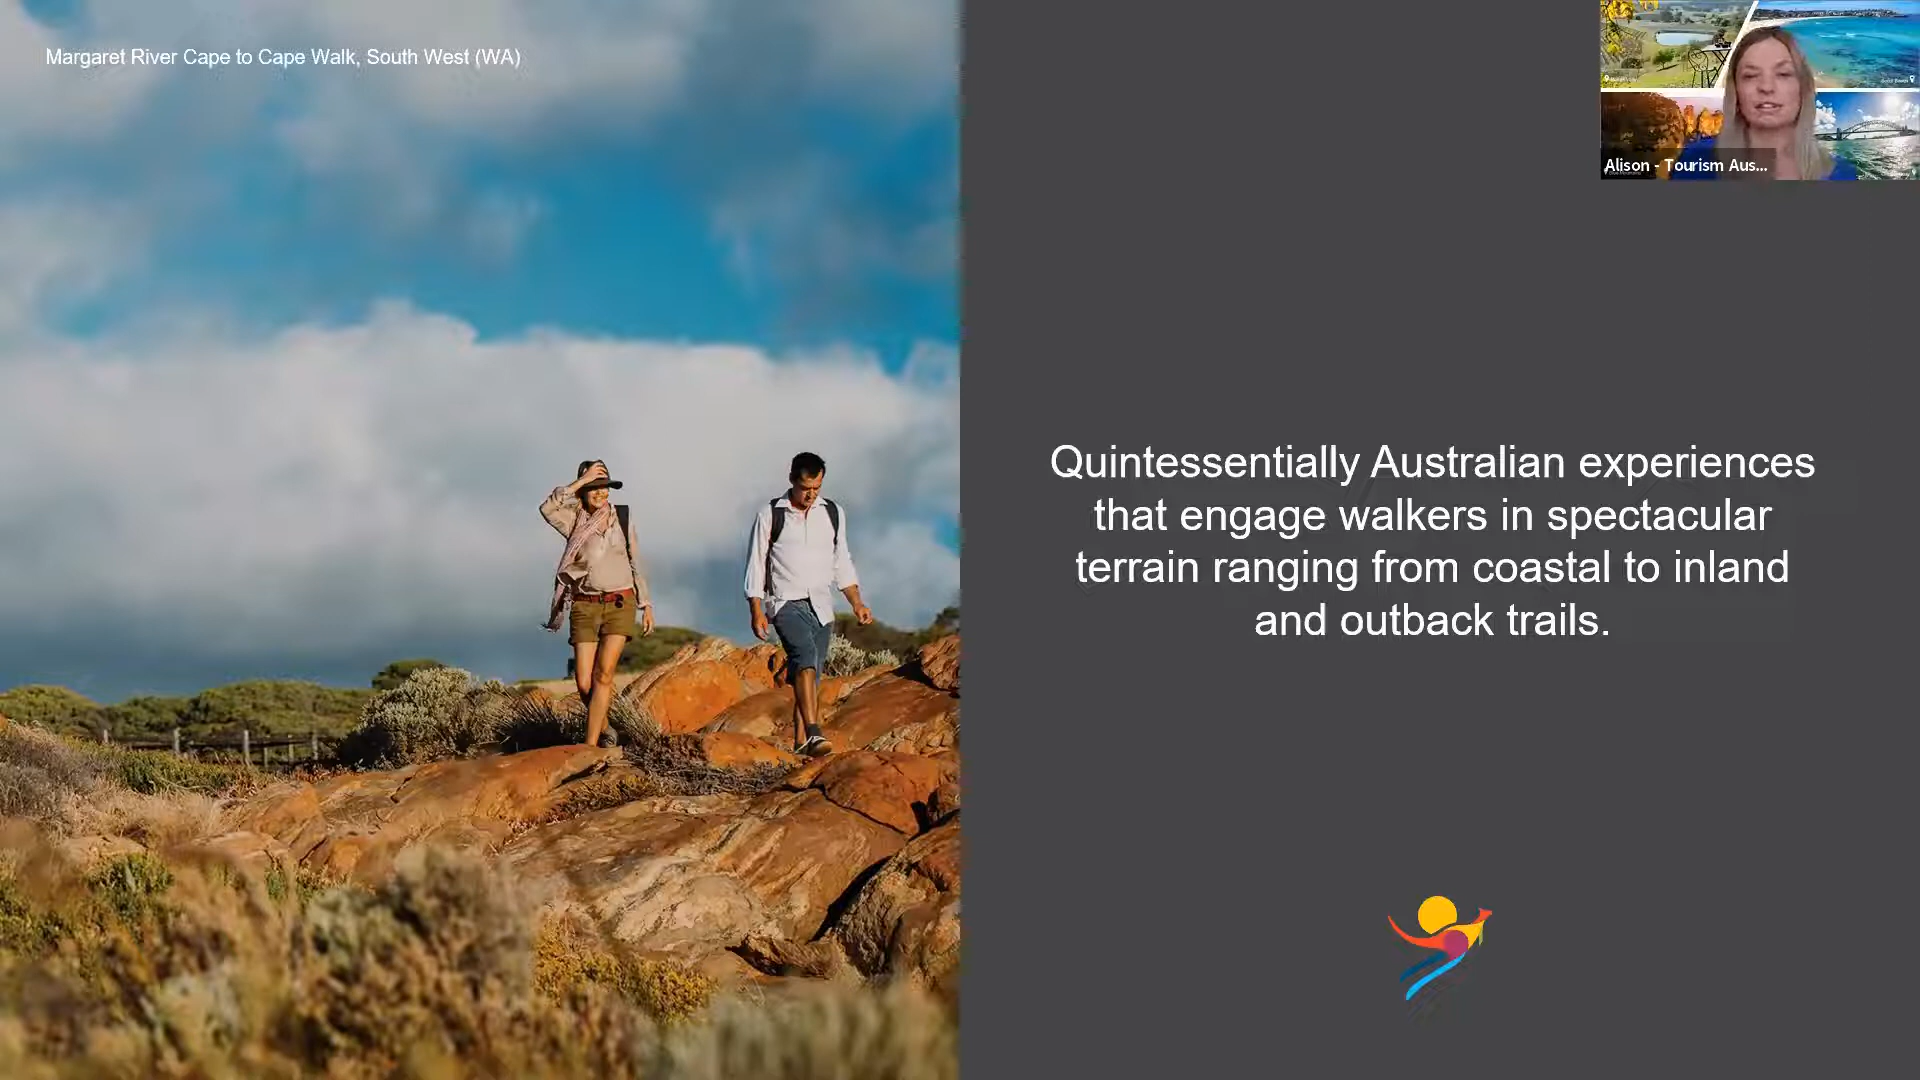 Margaret River Cape to Cape Walk, South West (WA)
Alison - Tourism Aus...
Quintessentially Australian experiences
that engage walkers in spectacular
terrain ranging from coastal to inland
and outback trails.